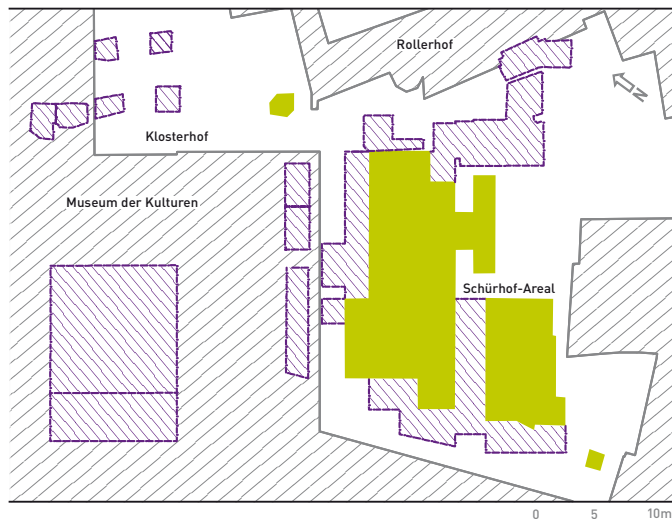 Rollerhof
N
Klosterhof
Museum der Kulturen
Schürhof-Areal
0 5 10m